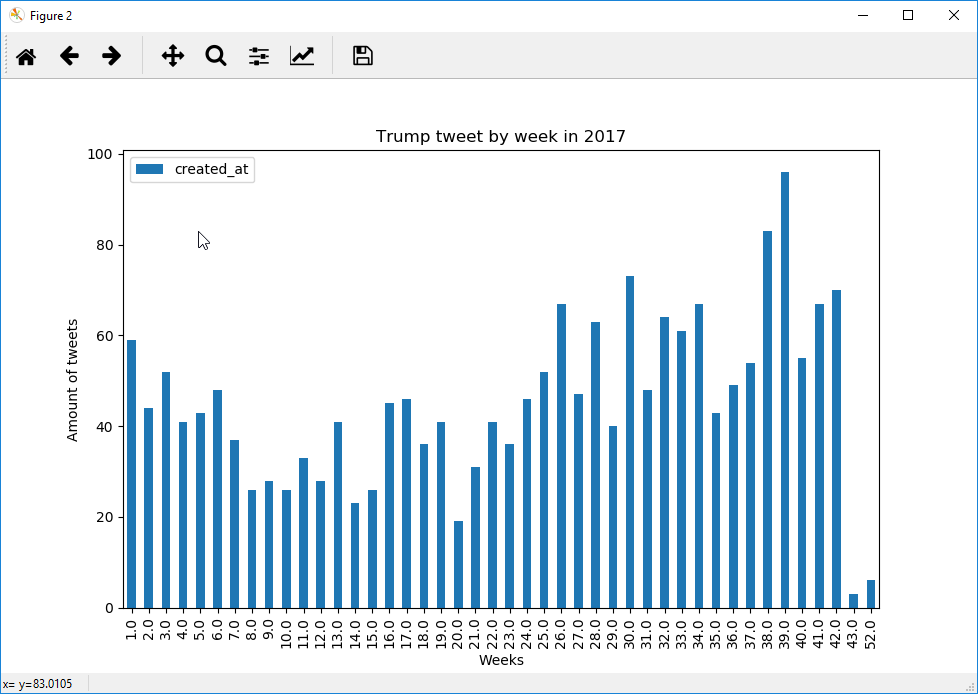 Figure 2
Trump tweet by week in 2017
created_at
Amount of tweets
100
80
60
40
20
0
1.0 2.0 3.0 4.0 5.0 6.0 7.0 8.0 9.0 10.0 11.0 12.0 13.0 14.0 15.0 16.0 17.0 18.0 19.0 20.0 21.0 22.0 23.0 24.0 25.0 26.0 27.0 28.0 29.0 30.0 31.0 32.0 33.0 34.0 35.0 36.0 37.0 38.0 39.0 40.0 41.0 42.0 43.0 52.0
Weeks
x= y=83.0105